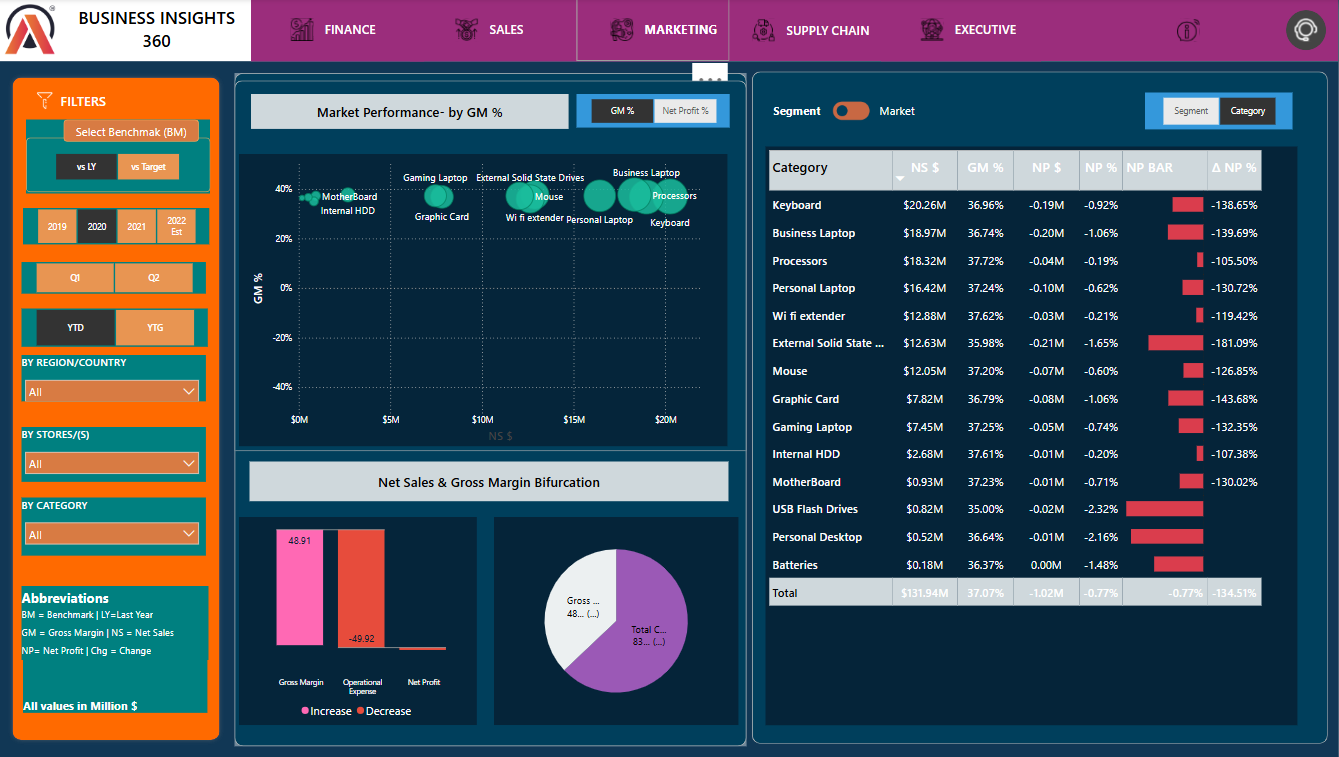 BUSINESS INSIGHTS
360
FINANCE
SALES
MARKETING
SUPPLY CHAIN
EXECUTIVE
FILTERS
Select Benchmak (BM)
vs LY
vs Target
2019
2020
2021
2022
Est
Q1
Q2
YTD
YTG
BY REGION/COUNTRY
All
BY STORES/(S)
All
BY CATEGORY
All
Abbreviations
BM = Benchmark | LY=Last Year
GM = Gross Margin | NS = Net Sales
NP= Net Profit | Chg = Change
All values in Million $
Market Performance- by GM %
GM %
Net Profit %
GM %
40%
20%
0%
-20%
-40%
$0M
$5M
$10M
$15M
$20M
NS $
MotherBoard
Internal HDD
Gaming Laptop
Graphic Card
External Solid State Drives
Mouse
Wi fi extender
Personal Laptop
Business Laptop
Processors
Keyboard
Net Sales & Gross Margin Bifurcation
48.91
-49.92
Gross Margin
Operational
Expense
Net Profit
Increase
Decrease
Gross ...
48... (...)
Total C...
83... (...)
Segment
Market
Segment
Category
Category NS $ GM % NP $ NP % NP BAR Δ NP %
Keyboard $20.26M 36.96% -0.19M -0.92% -138.65%
Business Laptop $18.97M 36.74% -0.20M -1.06% -139.69%
Processors $18.32M 37.72% -0.04M -0.19% -105.50%
Personal Laptop $16.42M 37.24% -0.10M -0.62% -130.72%
Wi fi extender $12.88M 37.62% -0.03M -0.21% -119.42%
External Solid State ... $12.63M 35.98% -0.21M -1.65% -181.09%
Mouse $12.05M 37.20% -0.07M -0.60% -126.85%
Graphic Card $7.82M 36.79% -0.08M -1.06% -143.68%
Gaming Laptop $7.45M 37.25% -0.05M -0.74% -132.35%
Internal HDD $2.68M 37.61% -0.01M -0.20% -107.38%
MotherBoard $0.93M 37.23% -0.01M -0.71% -130.02%
USB Flash Drives $0.82M 35.00% -0.02M -2.32%
Personal Desktop $0.52M 36.64% -0.01M -2.16%
Batteries $0.18M 36.37% 0.00M -1.48%
Total $131.94M 37.07% -1.02M -0.77% -0.77% -134.51%